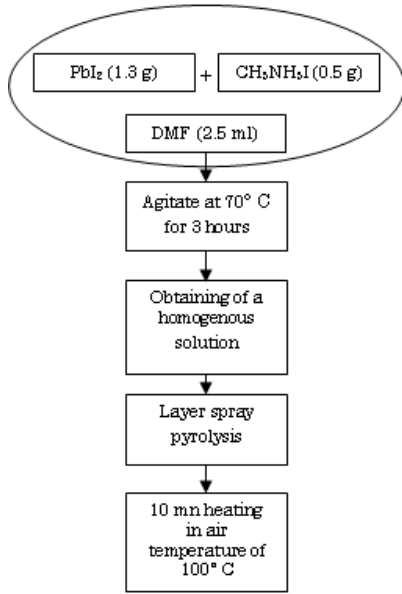 PbI₂ (1.3 g) + CH₃NH₃I (0.5 g)
DMF (2.5 ml)
Agitate at 70° C
for 3 hours
Obtaining of a
homogenous
solution
Layer spray
pyrolysis
10 mn heating
in air
temperature of
100° C